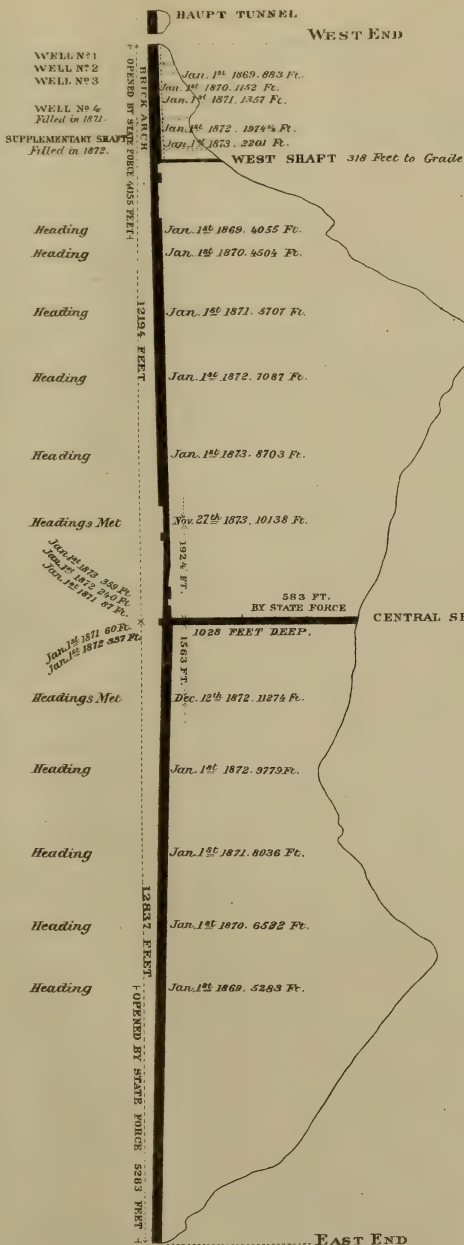 HAUPT TUNNEL
WEST END
WELL No 1
WELL No 2
WELL No 3
WELL No 4
Filled in 1871.
SUPPLEMENTARY SHAFT
Filled in 1872.
OPENED BY STATE FORCE 4055 FEET
BRICK ARCH
Jan. 1st 1869. 883 Ft.
Jan. 1st 1870. 1152 Ft.
Jan. 1st 1871. 1357 Ft.
Jan. 1st 1872. 1974½ Ft.
Jan. 1st 1873. 2201 Ft.
WEST SHAFT 318 Feet to Grade
Heading Jan. 1st 1869. 4055 Ft.
Heading Jan. 1st 1870. 4504 Ft.
12194 FEET
Heading Jan. 1st 1871. 5707 Ft.
Heading Jan. 1st 1872. 7087 Ft.
Heading Jan. 1st 1873. 8703 Ft.
Headings Met Nov. 27th 1873. 10138 Ft.
1924 FT.
Jan. 1st 1873 359 Ft.
Jan. 1st 1872 240 Ft.
Jan. 1st 1871 87 Ft.
583 FT.
BY STATE FORCE
CENTRAL
1028 FEET DEEP.
Jan. 1st 1871 60 Ft.
Jan. 1st 1872 337 Ft.
1563 FT.
Headings Met Dec. 12th 1872. 11274 Ft.
Heading Jan. 1st 1872. 9779 Ft.
Heading Jan. 1st 1871. 8036 Ft.
12837 FEET.
Heading Jan. 1st 1870. 6522 Ft.
Heading Jan. 1st 1869. 5283 Ft.
OPENED BY STATE FORCE 5283 FEET
EAST END